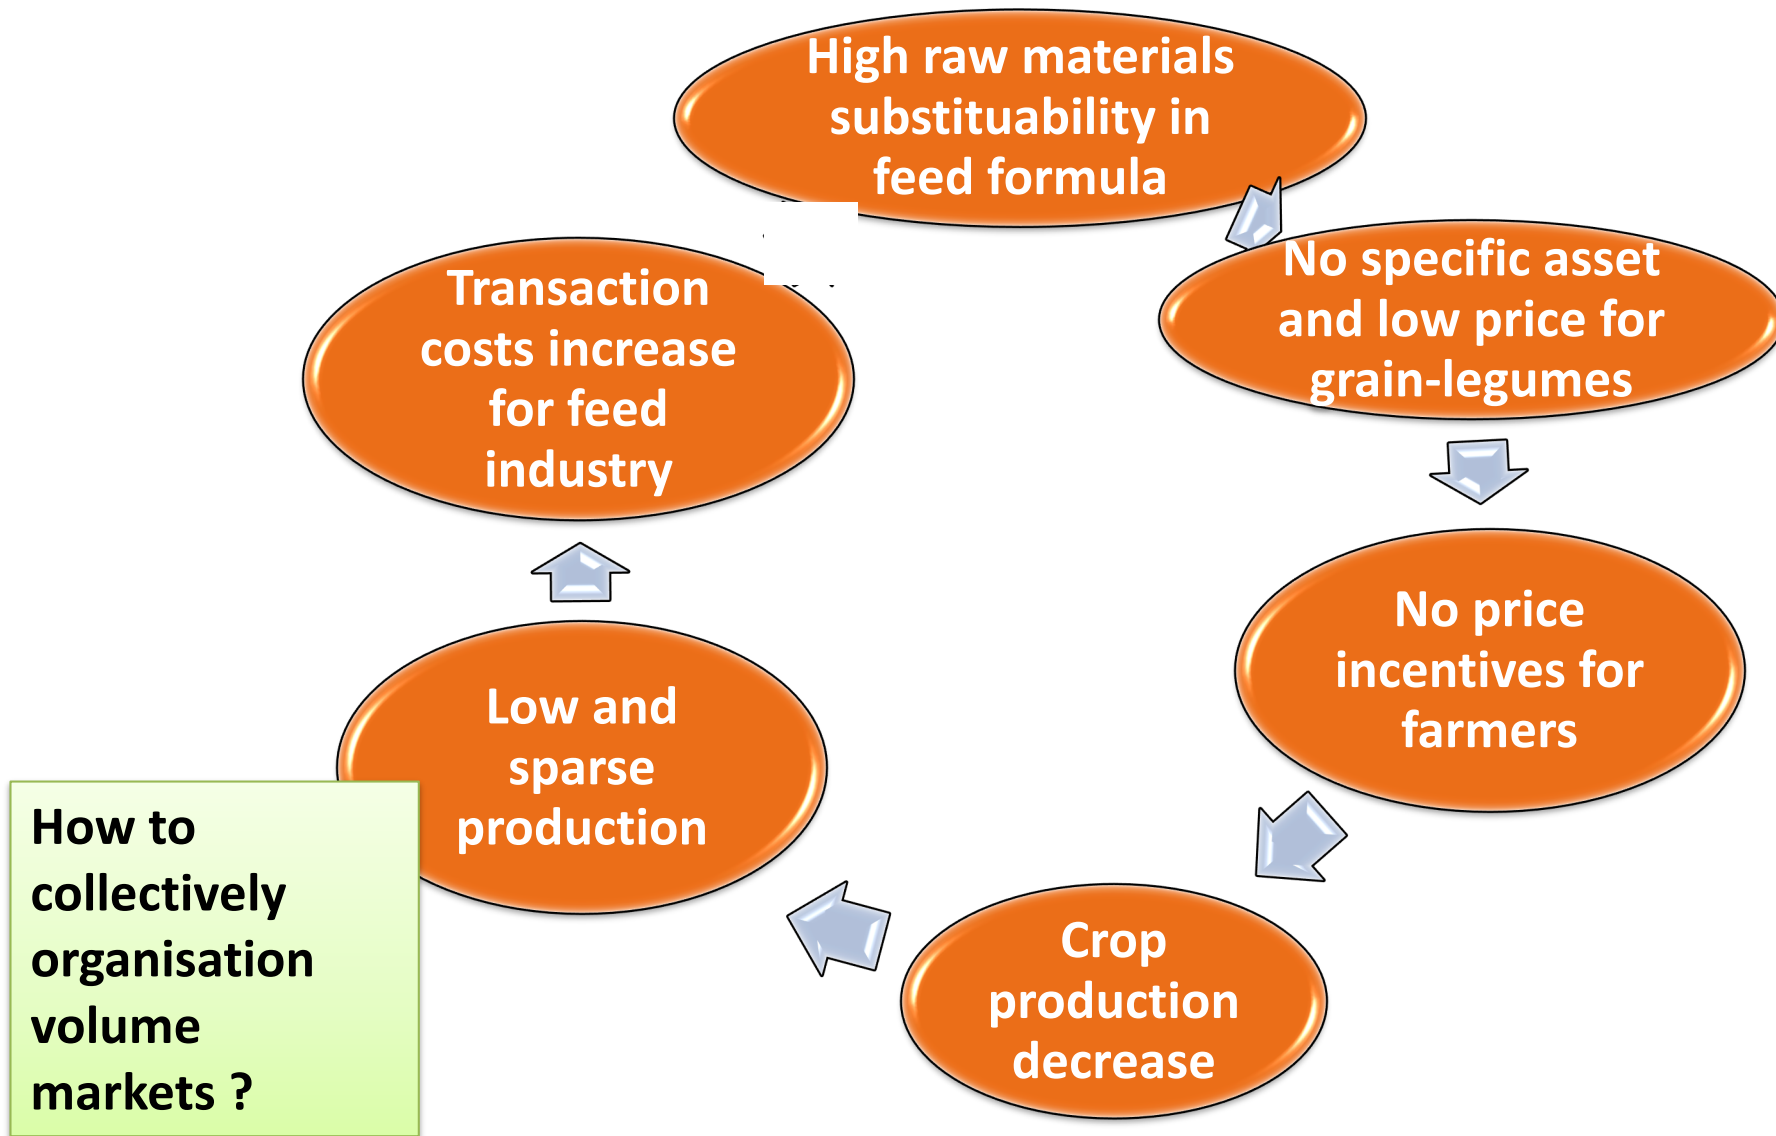 High raw materials
substituability in
feed formula
No specific asset
and low price for
grain-legumes
No price
incentives for
farmers
Crop
production
decrease
Low and
sparse
production
Transaction
costs increase
for feed
industry
How to
collectively
organisation
volume
markets ?